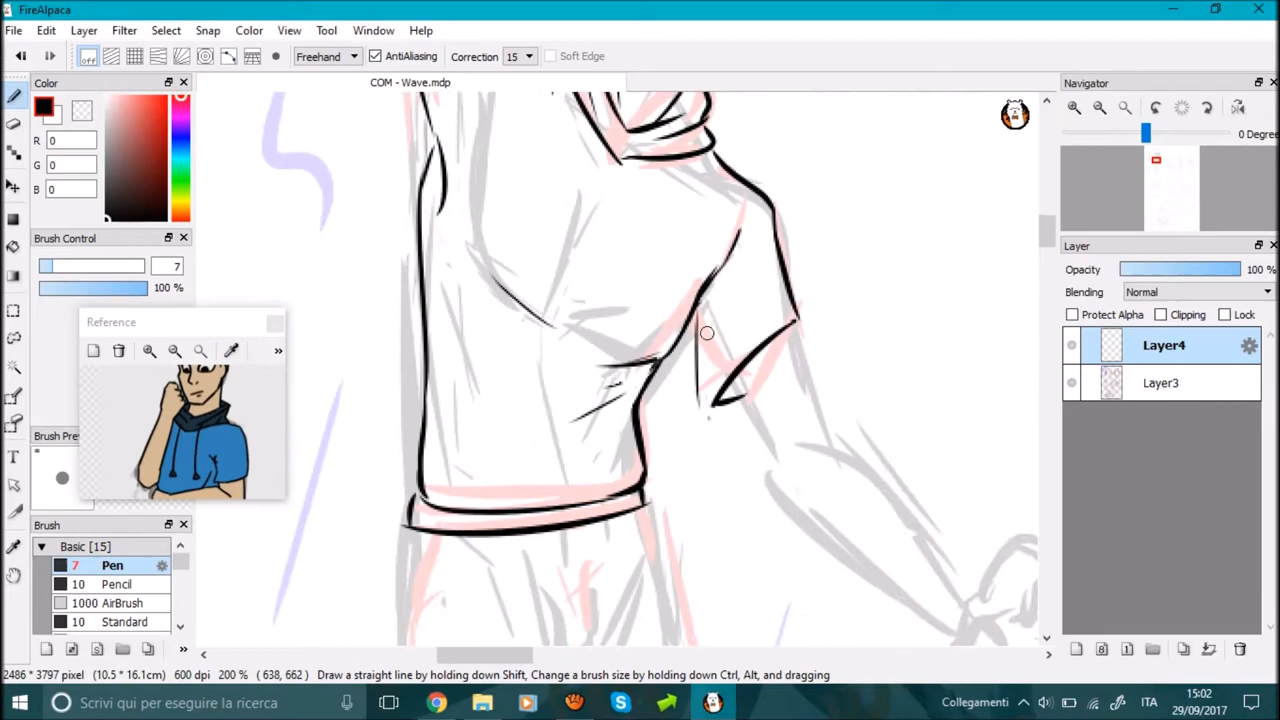 FireAlpaca
File Edit Layer Filter Select Snap Color View Tool Window Help
off Freehand AntiAliasing Correction 15 Soft Edge
COM - Wave.mdp
Color
R 0
G 0
B 0
Brush Control
7
100 %
Reference
Brush Pre
Brush
Basic [15]
7 Pen
10 Pencil
1000 AirBrush
10 Standard
Navigator
0 Degree
Layer
Opacity 100 %
Blending Normal
Protect Alpha Clipping Lock
Layer4
Layer3
2486 * 3797 pixel (10.5 * 16.1cm) 600 dpi 200 % ( 638, 662 ) Draw a straight line by holding down Shift, Change a brush size by holding down Ctrl, Alt, and dragging
Scrivi qui per eseguire la ricerca
Collegamenti ITA 15:02
29/09/2017